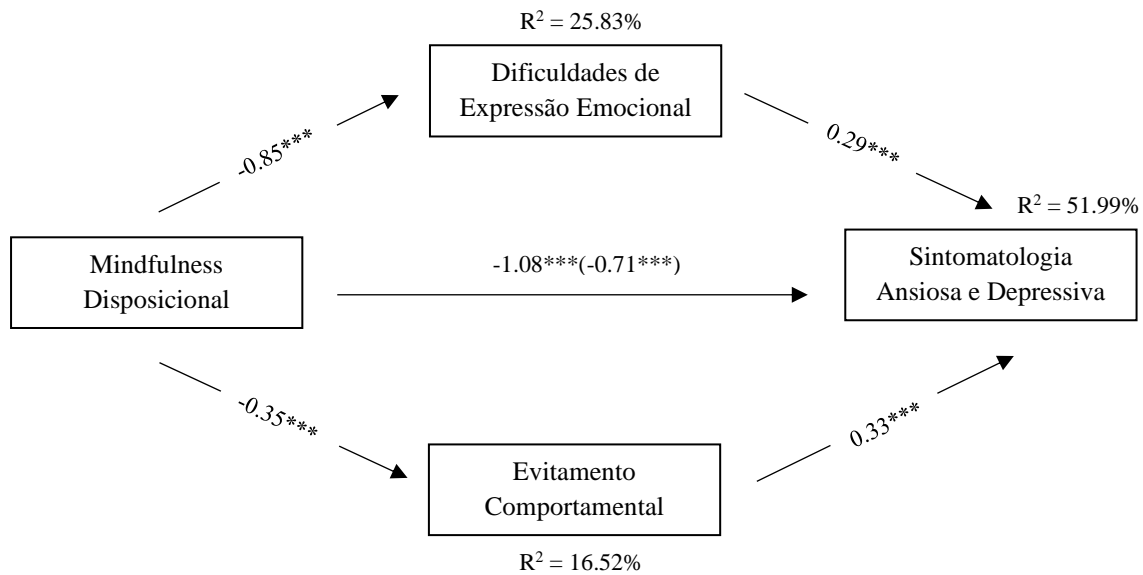 R² = 25.83%
Dificuldades de
Expressão Emocional
-0.85***
0.29***
R² = 51.99%
Mindfulness
Disposicional
-1.08***(-0.71***)
Sintomatologia
Ansiosa e Depressiva
-0.35***
0.33***
Evitamento
Comportamental
R² = 16.52%